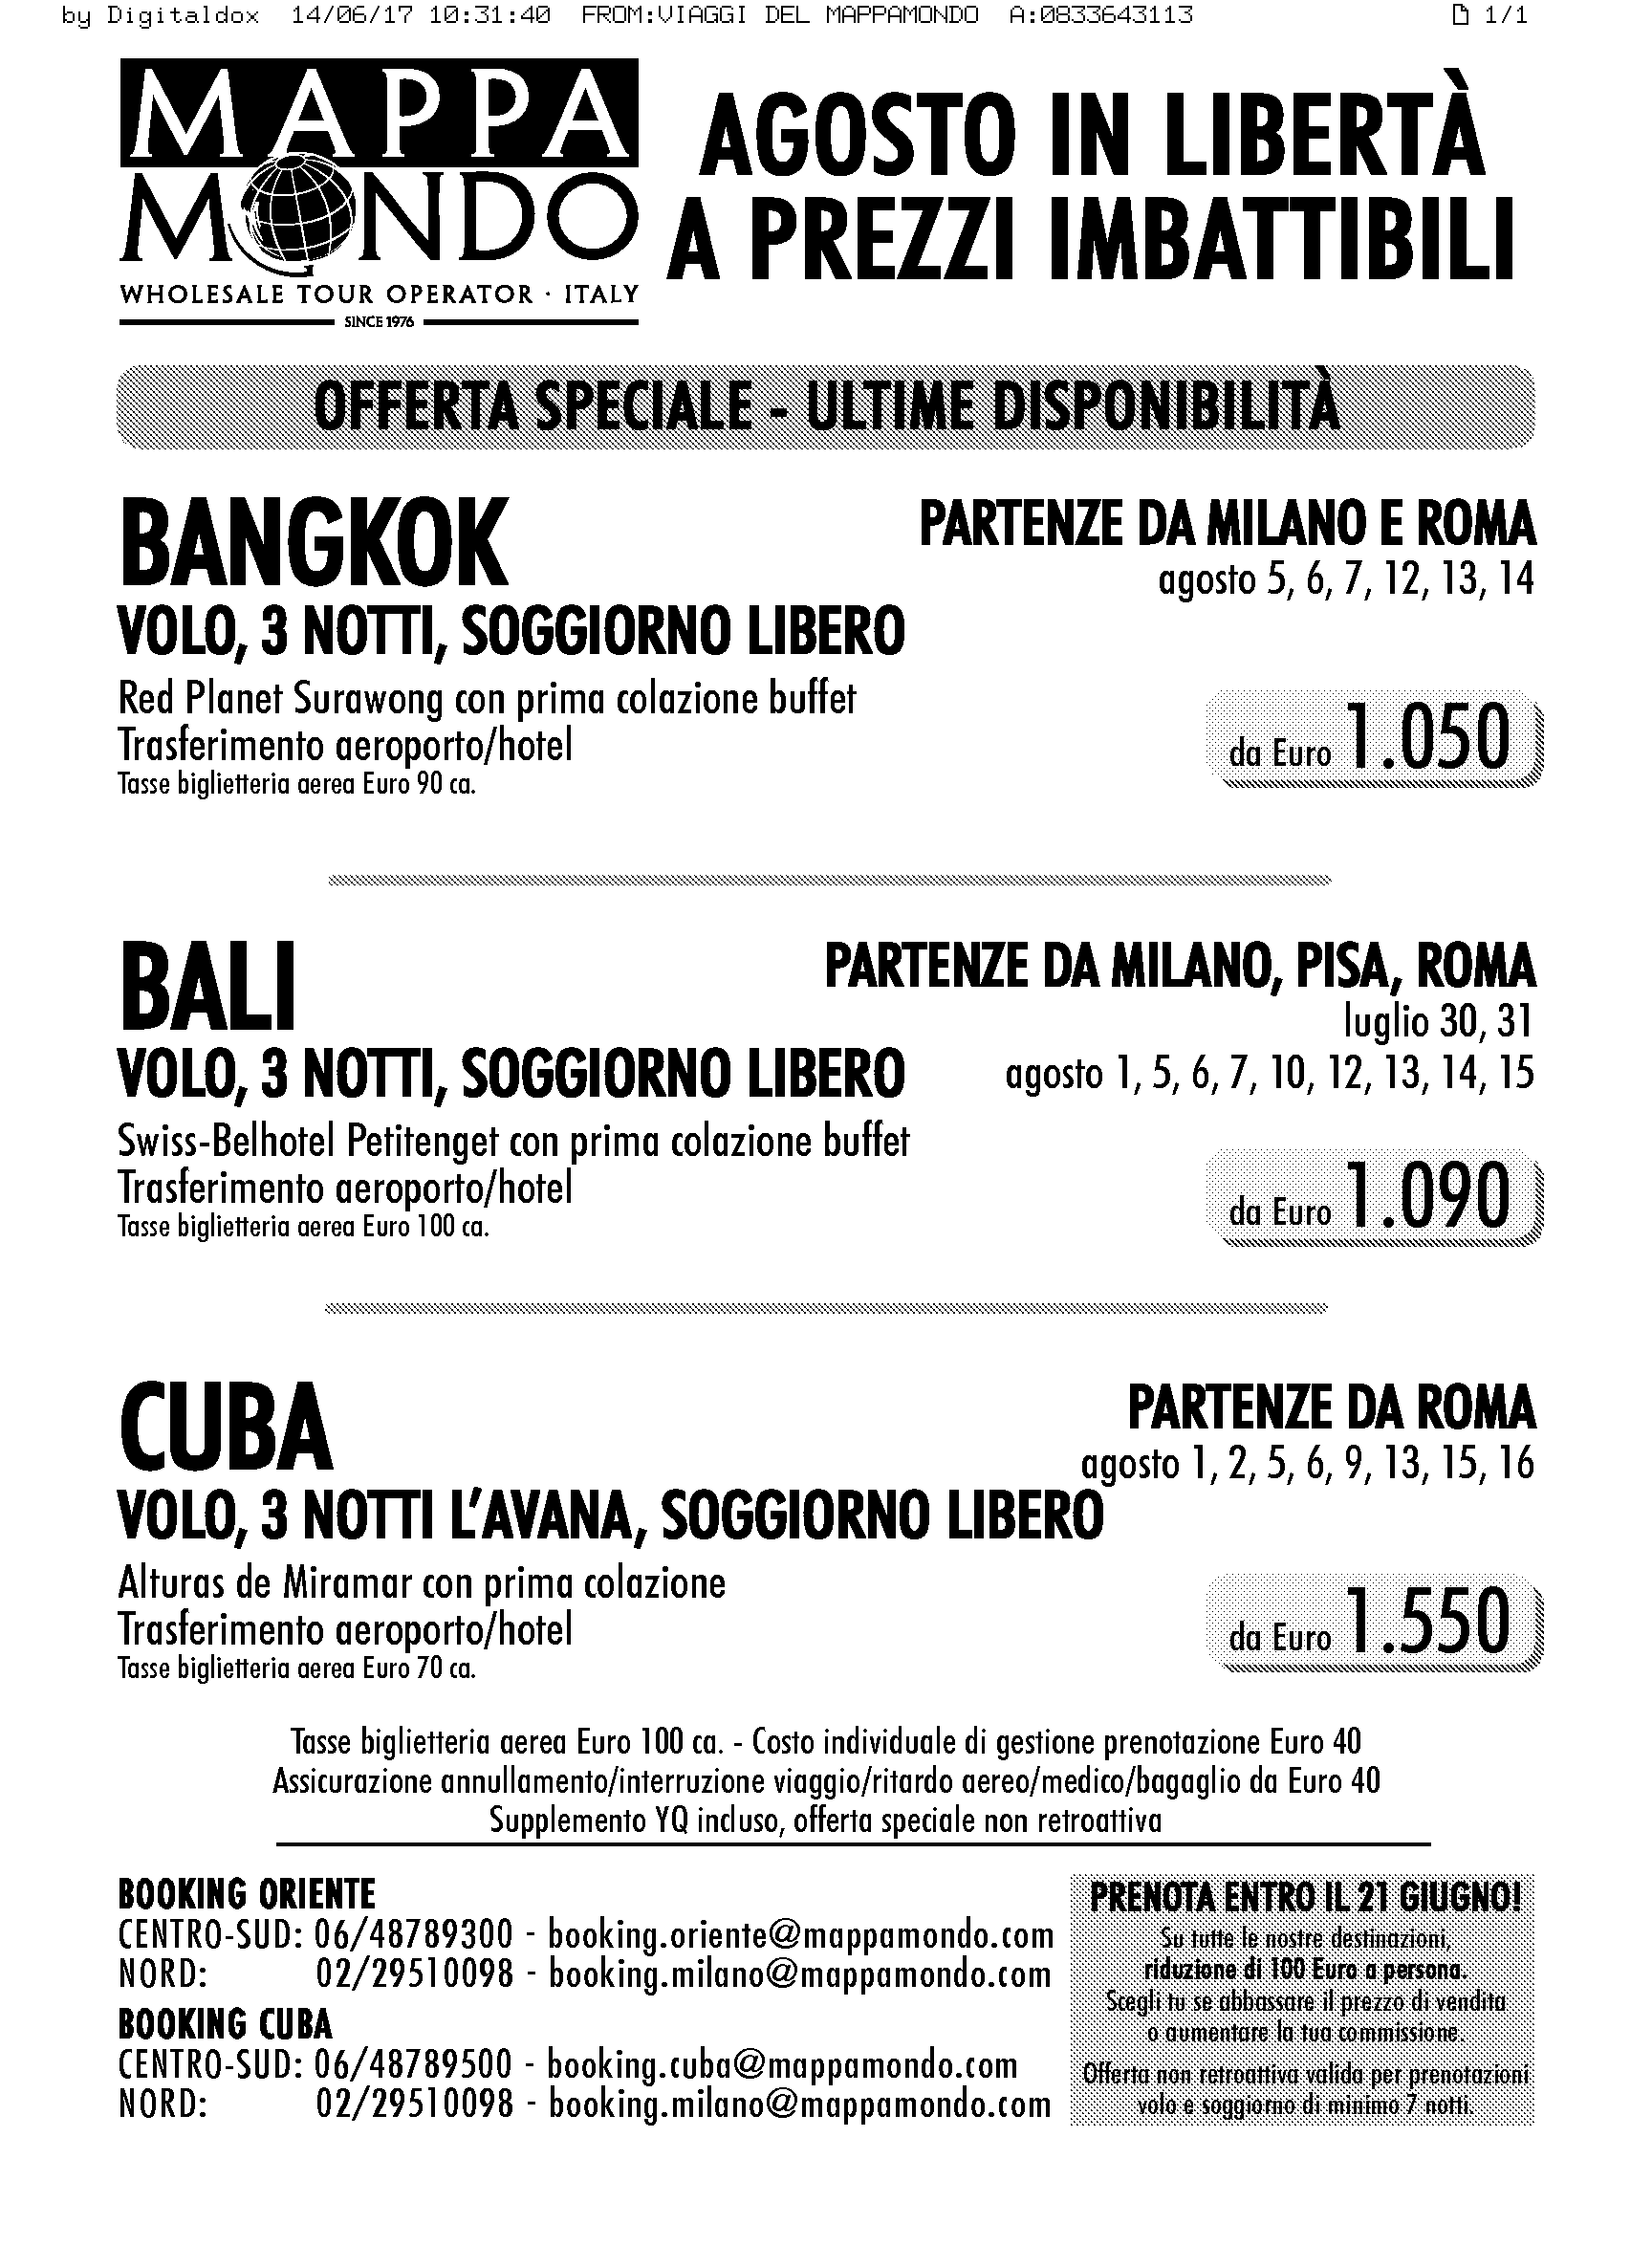 by Digitaldox 14/06/17 10:31:40 FROM:VIAGGI DEL MAPPAMONDO A:0833643113 1/1
MAPPA
MONDO
WHOLESALE TOUR OPERATOR · ITALY
SINCE 1976
AGOSTO IN LIBERTÀ
A PREZZI IMBATTIBILI
OFFERTA SPECIALE - ULTIME DISPONIBILITÀ
BANGKOK
PARTENZE DA MILANO E ROMA
agosto 5, 6, 7, 12, 13, 14
VOLO, 3 NOTTI, SOGGIORNO LIBERO
Red Planet Surawong con prima colazione buffet
Trasferimento aeroporto/hotel
Tasse biglietteria aerea Euro 90 ca.
da Euro 1.050
BALI
PARTENZE DA MILANO, PISA, ROMA
luglio 30, 31
agosto 1, 5, 6, 7, 10, 12, 13, 14, 15
VOLO, 3 NOTTI, SOGGIORNO LIBERO
Swiss-Belhotel Petitenget con prima colazione buffet
Trasferimento aeroporto/hotel
Tasse biglietteria aerea Euro 100 ca.
da Euro 1.090
CUBA
PARTENZE DA ROMA
agosto 1, 2, 5, 6, 9, 13, 15, 16
VOLO, 3 NOTTI L'AVANA, SOGGIORNO LIBERO
Alturas de Miramar con prima colazione
Trasferimento aeroporto/hotel
Tasse biglietteria aerea Euro 70 ca.
da Euro 1.550
Tasse biglietteria aerea Euro 100 ca. - Costo individuale di gestione prenotazione Euro 40
Assicurazione annullamento/interruzione viaggio/ritardo aereo/medico/bagaglio da Euro 40
Supplemento YQ incluso, offerta speciale non retroattiva
BOOKING ORIENTE
CENTRO-SUD: 06/48789300 - booking.oriente@mappamondo.com
NORD: 02/29510098 - booking.milano@mappamondo.com
BOOKING CUBA
CENTRO-SUD: 06/48789500 - booking.cuba@mappamondo.com
NORD: 02/29510098 - booking.milano@mappamondo.com
PRENOTA ENTRO IL 21 GIUGNO!
Su tutte le nostre destinazioni,
riduzione di 100 Euro a persona.
Scegli tu se abbassare il prezzo di vendita
o aumentare la tua commissione.
Offerta non retroattiva valida per prenotazioni
volo e soggiorno di minimo 7 notti.